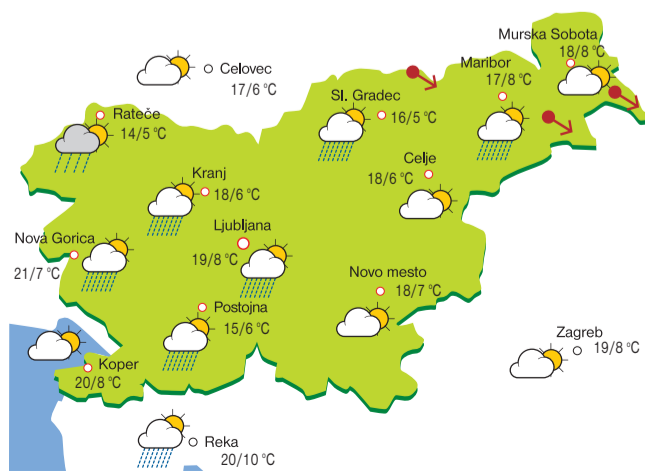 Murska Sobota
18/8 °C
Celovec
17/6 °C
Maribor
17/8 °C
Sl. Gradec
16/5 °C
Rateče
14/5 °C
Celje
18/6 °C
Kranj
18/6 °C
Ljubljana
19/8 °C
Nova Gorica
21/7 °C
Novo mesto
18/7 °C
Postojna
15/6 °C
Zagreb
19/8 °C
Koper
20/8 °C
Reka
20/10 °C